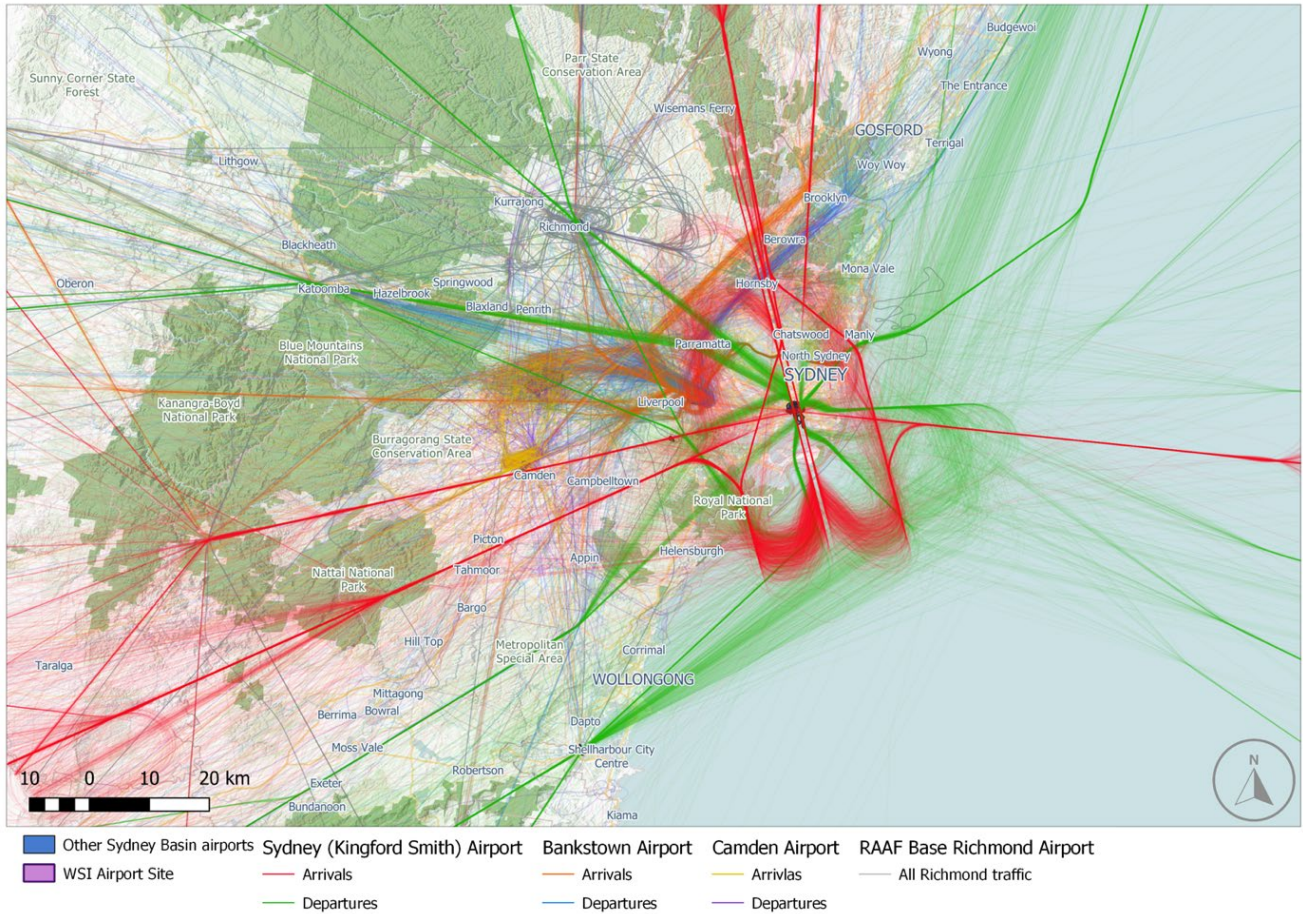 Budgewoi
Wyong
Parr State
Conservation Area
Sunny Corner State
Forest
The Entrance
Wisemans Ferry
GOSFORD
Terrigal
Lithgow
Woy Woy
Kurrajong
Brooklyn
Richmond
Berowra
Blackheath
Mona Vale
Oberon
Springwood
Hornsby
Katoomba
Hazelbrook
Blaxland
Penrith
Chatswood
Manly
Blue Mountains
National Park
Parramatta
North Sydney
SYDNEY
Kanangra-Boyd
National Park
Liverpool
Burragorang State
Conservation Area
Camden
Campbelltown
Royal National
Park
Picton
Helensburgh
Appin
Nattai National
Park
Tahmoor
Bargo
Hill Top
Metropolitan
Special Area
Corrimal
Taralga
WOLLONGONG
Mittagong
Berrima
Bowral
Dapto
Moss Vale
Shellharbour City
Centre
Robertson
Exeter
Bundanoon
Kiama
10 0 10 20 km
N
Other Sydney Basin airports
WSI Airport Site
Sydney (Kingford Smith) Airport
Arrivals
Departures
Bankstown Airport
Arrivals
Departures
Camden Airport
Arrivlas
Departures
RAAF Base Richmond Airport
All Richmond traffic